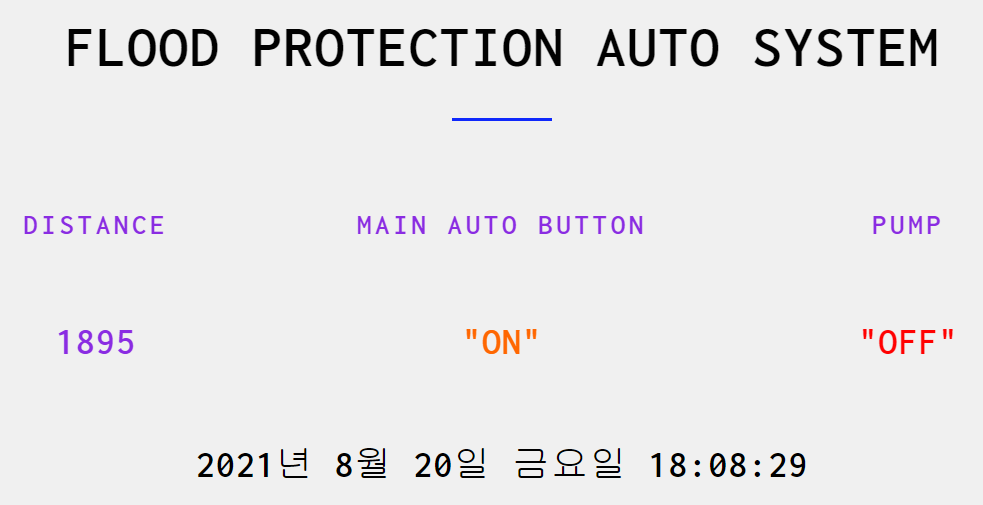 FLOOD PROTECTION AUTO SYSTEM
DISTANCE MAIN AUTO BUTTON PUMP
1895 "ON" "OFF"
2021년 8월 20일 금요일 18:08:29